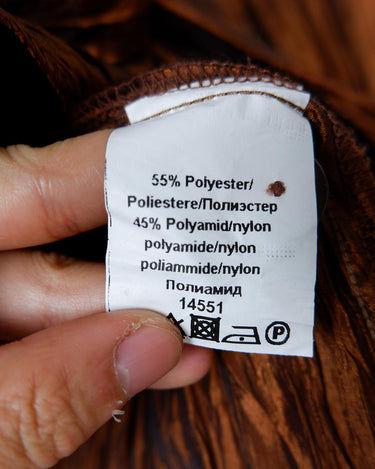 55% Polyester/
Poliestere/Полиэстер
45% Polyamid/nylon
polyamide/nylon
poliammide/nylon
Полиамид
14551
P